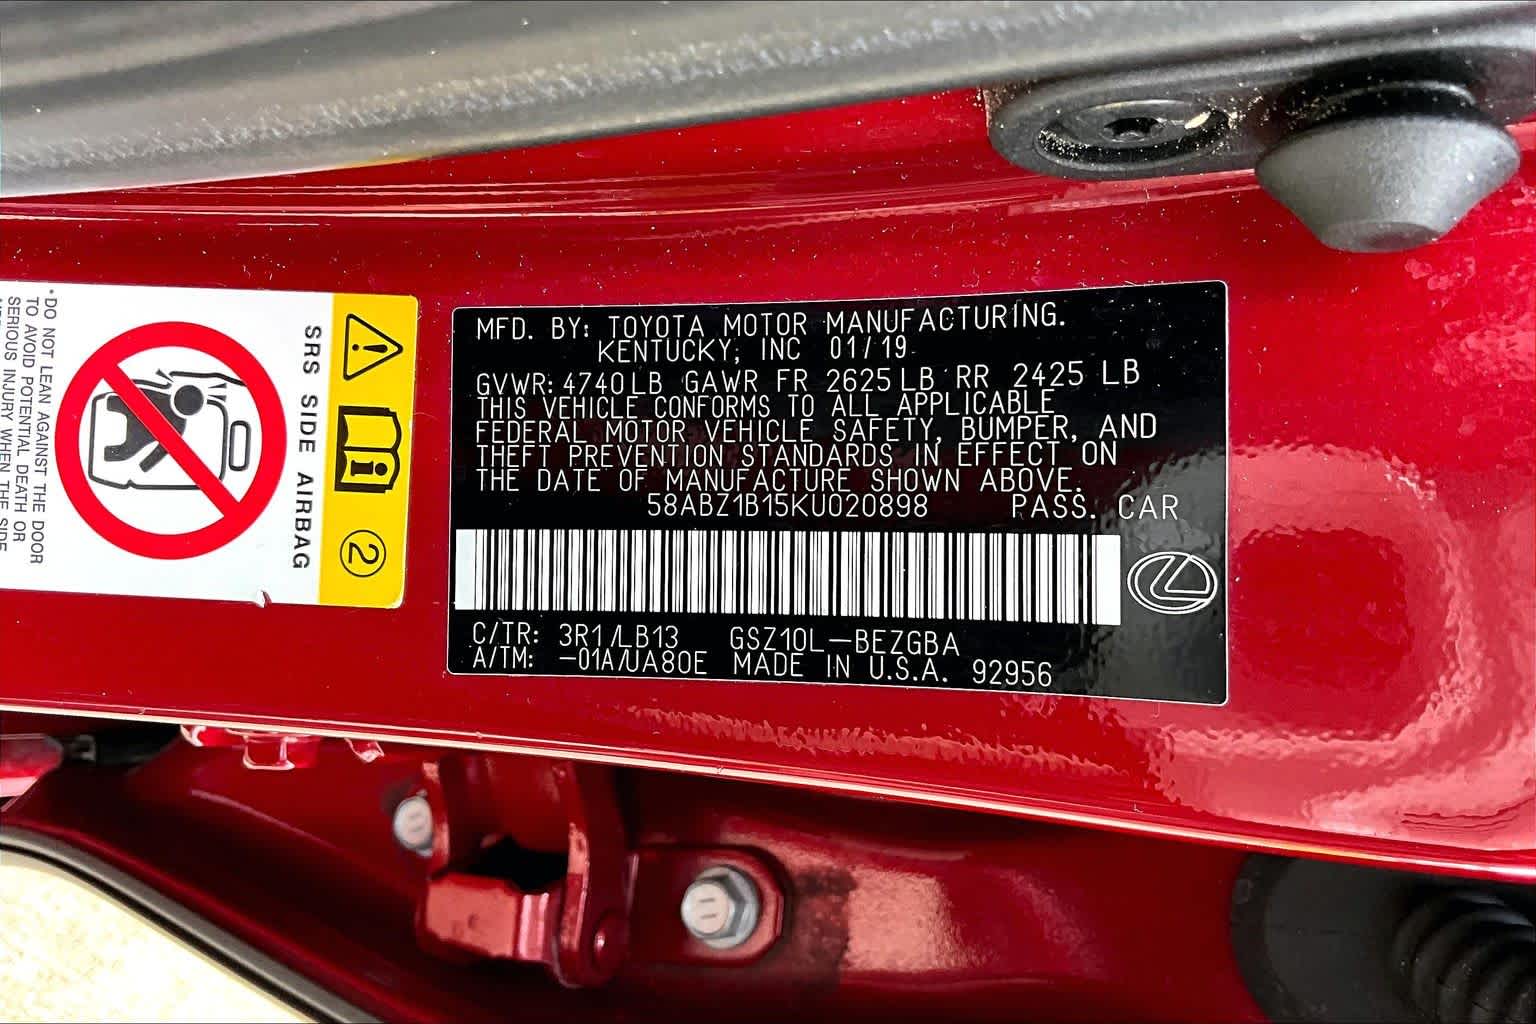 MFD. BY: TOYOTA MOTOR MANUFACTURING.
KENTUCKY, INC 01/19
GVWR: 4740LB GAWR FR 2625LB RR 2425 LB
THIS VEHICLE CONFORMS TO ALL APPLICABLE
FEDERAL MOTOR VEHICLE SAFETY, BUMPER, AND
THEFT PREVENTION STANDARDS IN EFFECT ON
THE DATE OF MANUFACTURE SHOWN ABOVE.
58ABZ1B15KU020898 PASS. CAR
C/TR: 3R1/LB13 GSZ10L-BEZGBA
A/TM: -01A/UA80E MADE IN U.S.A. 92956
2
SRS SIDE AIRBAG
*DO NOT LEAN AGAINST THE DOOR
TO AVOID POTENTIAL DEATH OR
SERIOUS INJURY WHEN THE SIDE